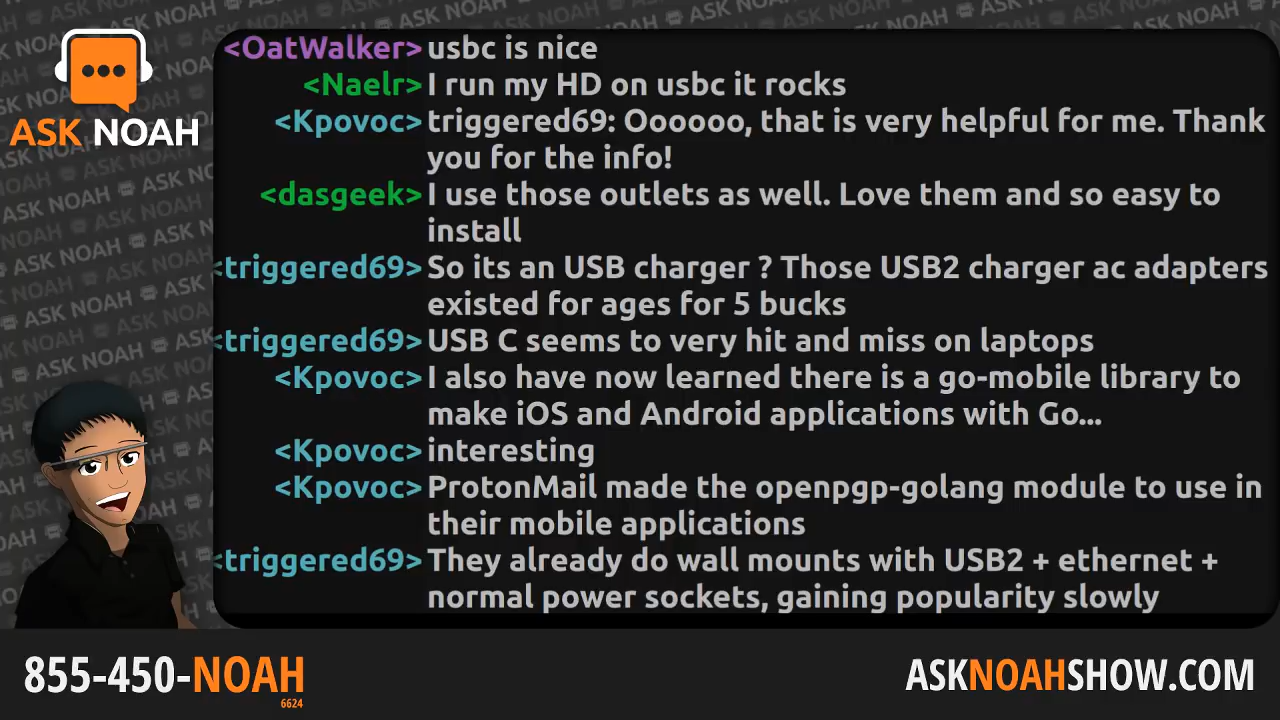 ASK NOAH
<OatWalker> usbc is nice
<Naelr> I run my HD on usbc it rocks
<Kpovoc> triggered69: Oooooo, that is very helpful for me. Thank
you for the info!
<dasgeek> I use those outlets as well. Love them and so easy to
install
<triggered69> So its an USB charger ? Those USB2 charger ac adapters
existed for ages for 5 bucks
<triggered69> USB C seems to very hit and miss on laptops
<Kpovoc> I also have now learned there is a go-mobile library to
make iOS and Android applications with Go...
<Kpovoc> interesting
<Kpovoc> ProtonMail made the openpgp-golang module to use in
their mobile applications
<triggered69> They already do wall mounts with USB2 + ethernet +
normal power sockets, gaining popularity slowly
855-450-NOAH
6624
ASKNOAHSHOW.COM